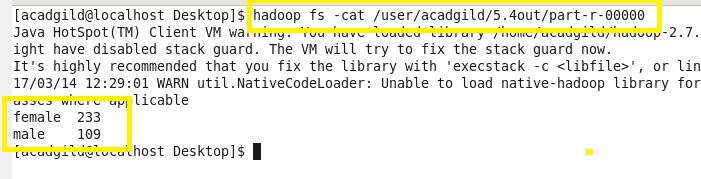 [acadgild@localhost Desktop]$ hadoop fs -cat /user/acadgild/5.4out/part-r-00000
Java HotSpot(TM) Client VM warning: You have loaded library /home/acadgild/hadoop-2.7.
ight have disabled stack guard. The VM will try to fix the stack guard now.
It's highly recommended that you fix the library with 'execstack -c <libfile>', or lin
17/03/14 12:29:01 WARN util.NativeCodeLoader: Unable to load native-hadoop library for
asses where applicable
female 233
male 109
[acadgild@localhost Desktop]$